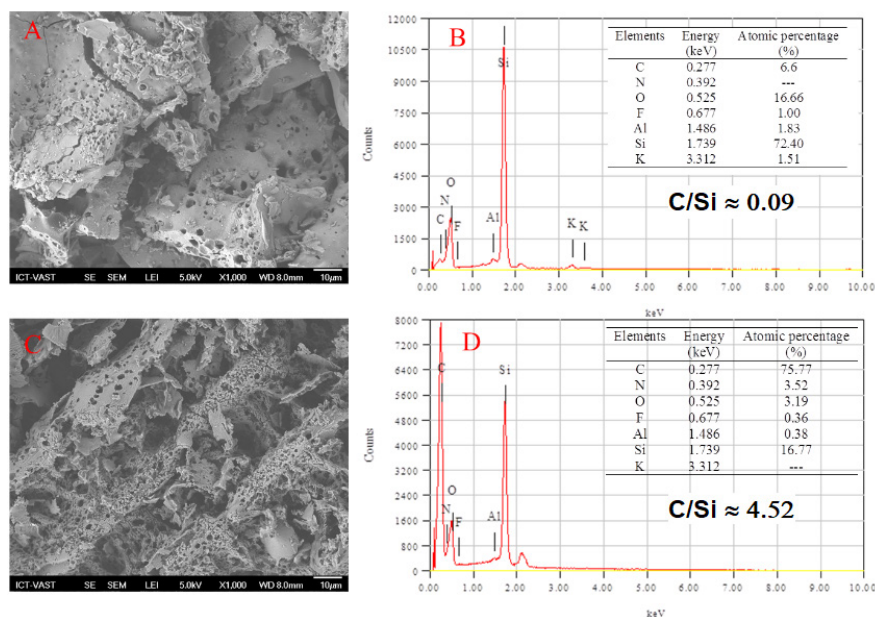 A
ICT-VAST SE SEM LEI 5.0kV X1,000 WD 8.0mm 10μm
B
12000
10500
9000
7500
6000
4500
3000
1500
0
Counts
Si
O
N
C
F
Al
K K
Elements Energy (keV) Atomic percentage (%)
C 0.277 6.6
N 0.392 ---
O 0.525 16.66
F 0.677 1.00
Al 1.486 1.83
Si 1.739 72.40
K 3.312 1.51
C/Si ≈ 0.09
0.00 1.00 2.00 3.00 4.00 5.00 6.00 7.00 8.00 9.00 10.00
keV
C
ICT-VAST SE SEM LEI 5.0kV X1,000 WD 8.0mm 10μm
D
8000
7200
6400
5600
4800
4000
3200
2400
1600
800
0
Counts
C
Si
O
N
F
Al
Elements Energy (keV) Atomic percentage (%)
C 0.277 75.77
N 0.392 3.52
O 0.525 3.19
F 0.677 0.36
Al 1.486 0.38
Si 1.739 16.77
K 3.312 ---
C/Si ≈ 4.52
0.00 1.00 2.00 3.00 4.00 5.00 6.00 7.00 8.00 9.00 10.00
keV